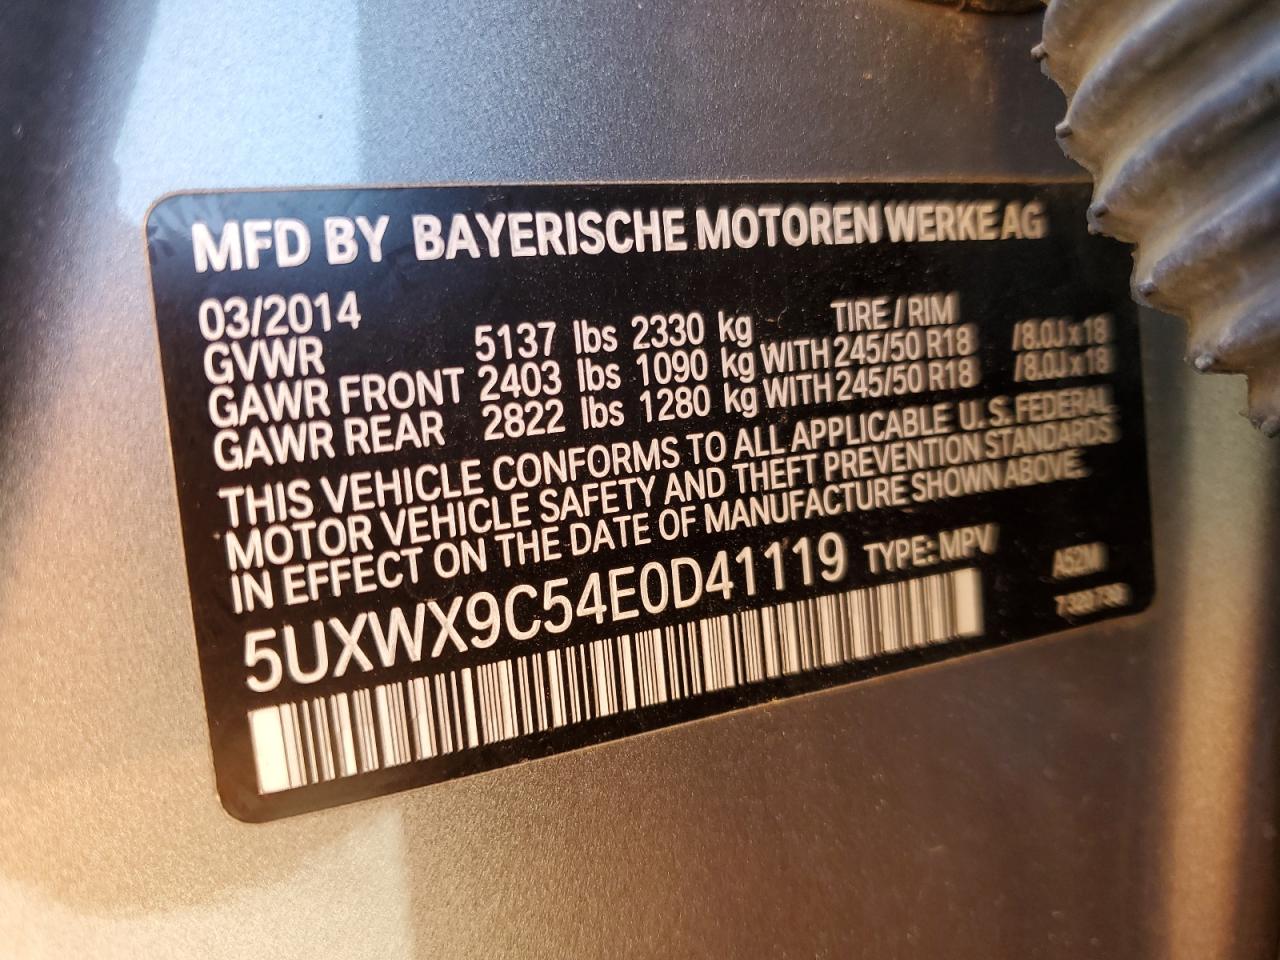 MFD BY BAYERISCHE MOTOREN WERKE AG
03/2014 TIRE / RIM
GVWR 5137 lbs 2330 kg
GAWR FRONT 2403 lbs 1090 kg WITH 245/50 R18 /8.0J x 18
GAWR REAR 2822 lbs 1280 kg WITH 245/50 R18 /8.0J x 18
THIS VEHICLE CONFORMS TO ALL APPLICABLE U.S. FEDERAL
MOTOR VEHICLE SAFETY AND THEFT PREVENTION STANDARDS
IN EFFECT ON THE DATE OF MANUFACTURE SHOWN ABOVE.
5UXWX9C54E0D41119 TYPE: MPV A52M